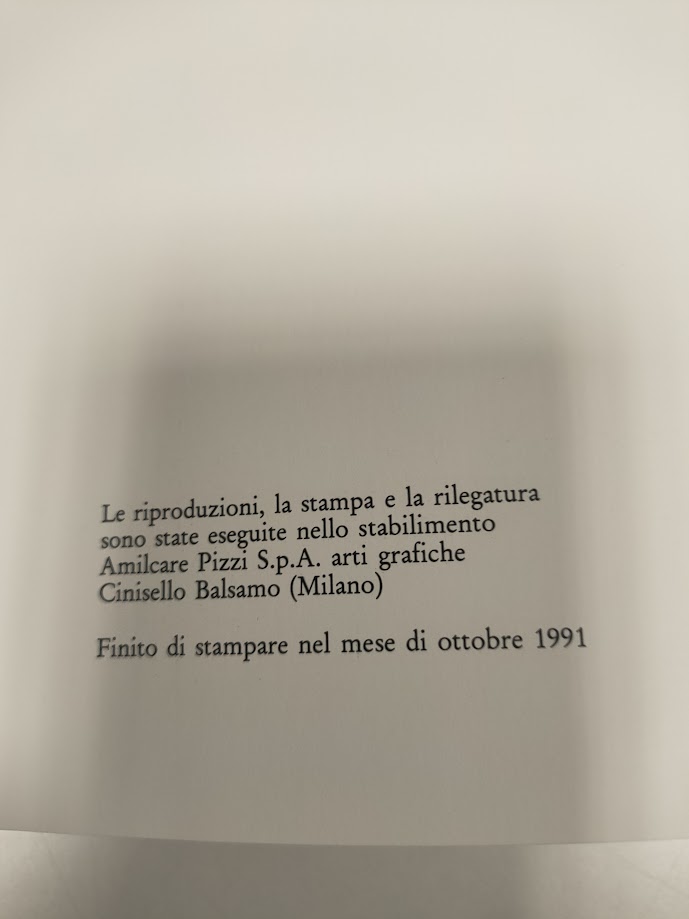 Le riproduzioni, la stampa e la rilegatura
sono state eseguite nello stabilimento
Amilcare Pizzi S.p.A. arti grafiche
Cinisello Balsamo (Milano)
Finito di stampare nel mese di ottobre 1991